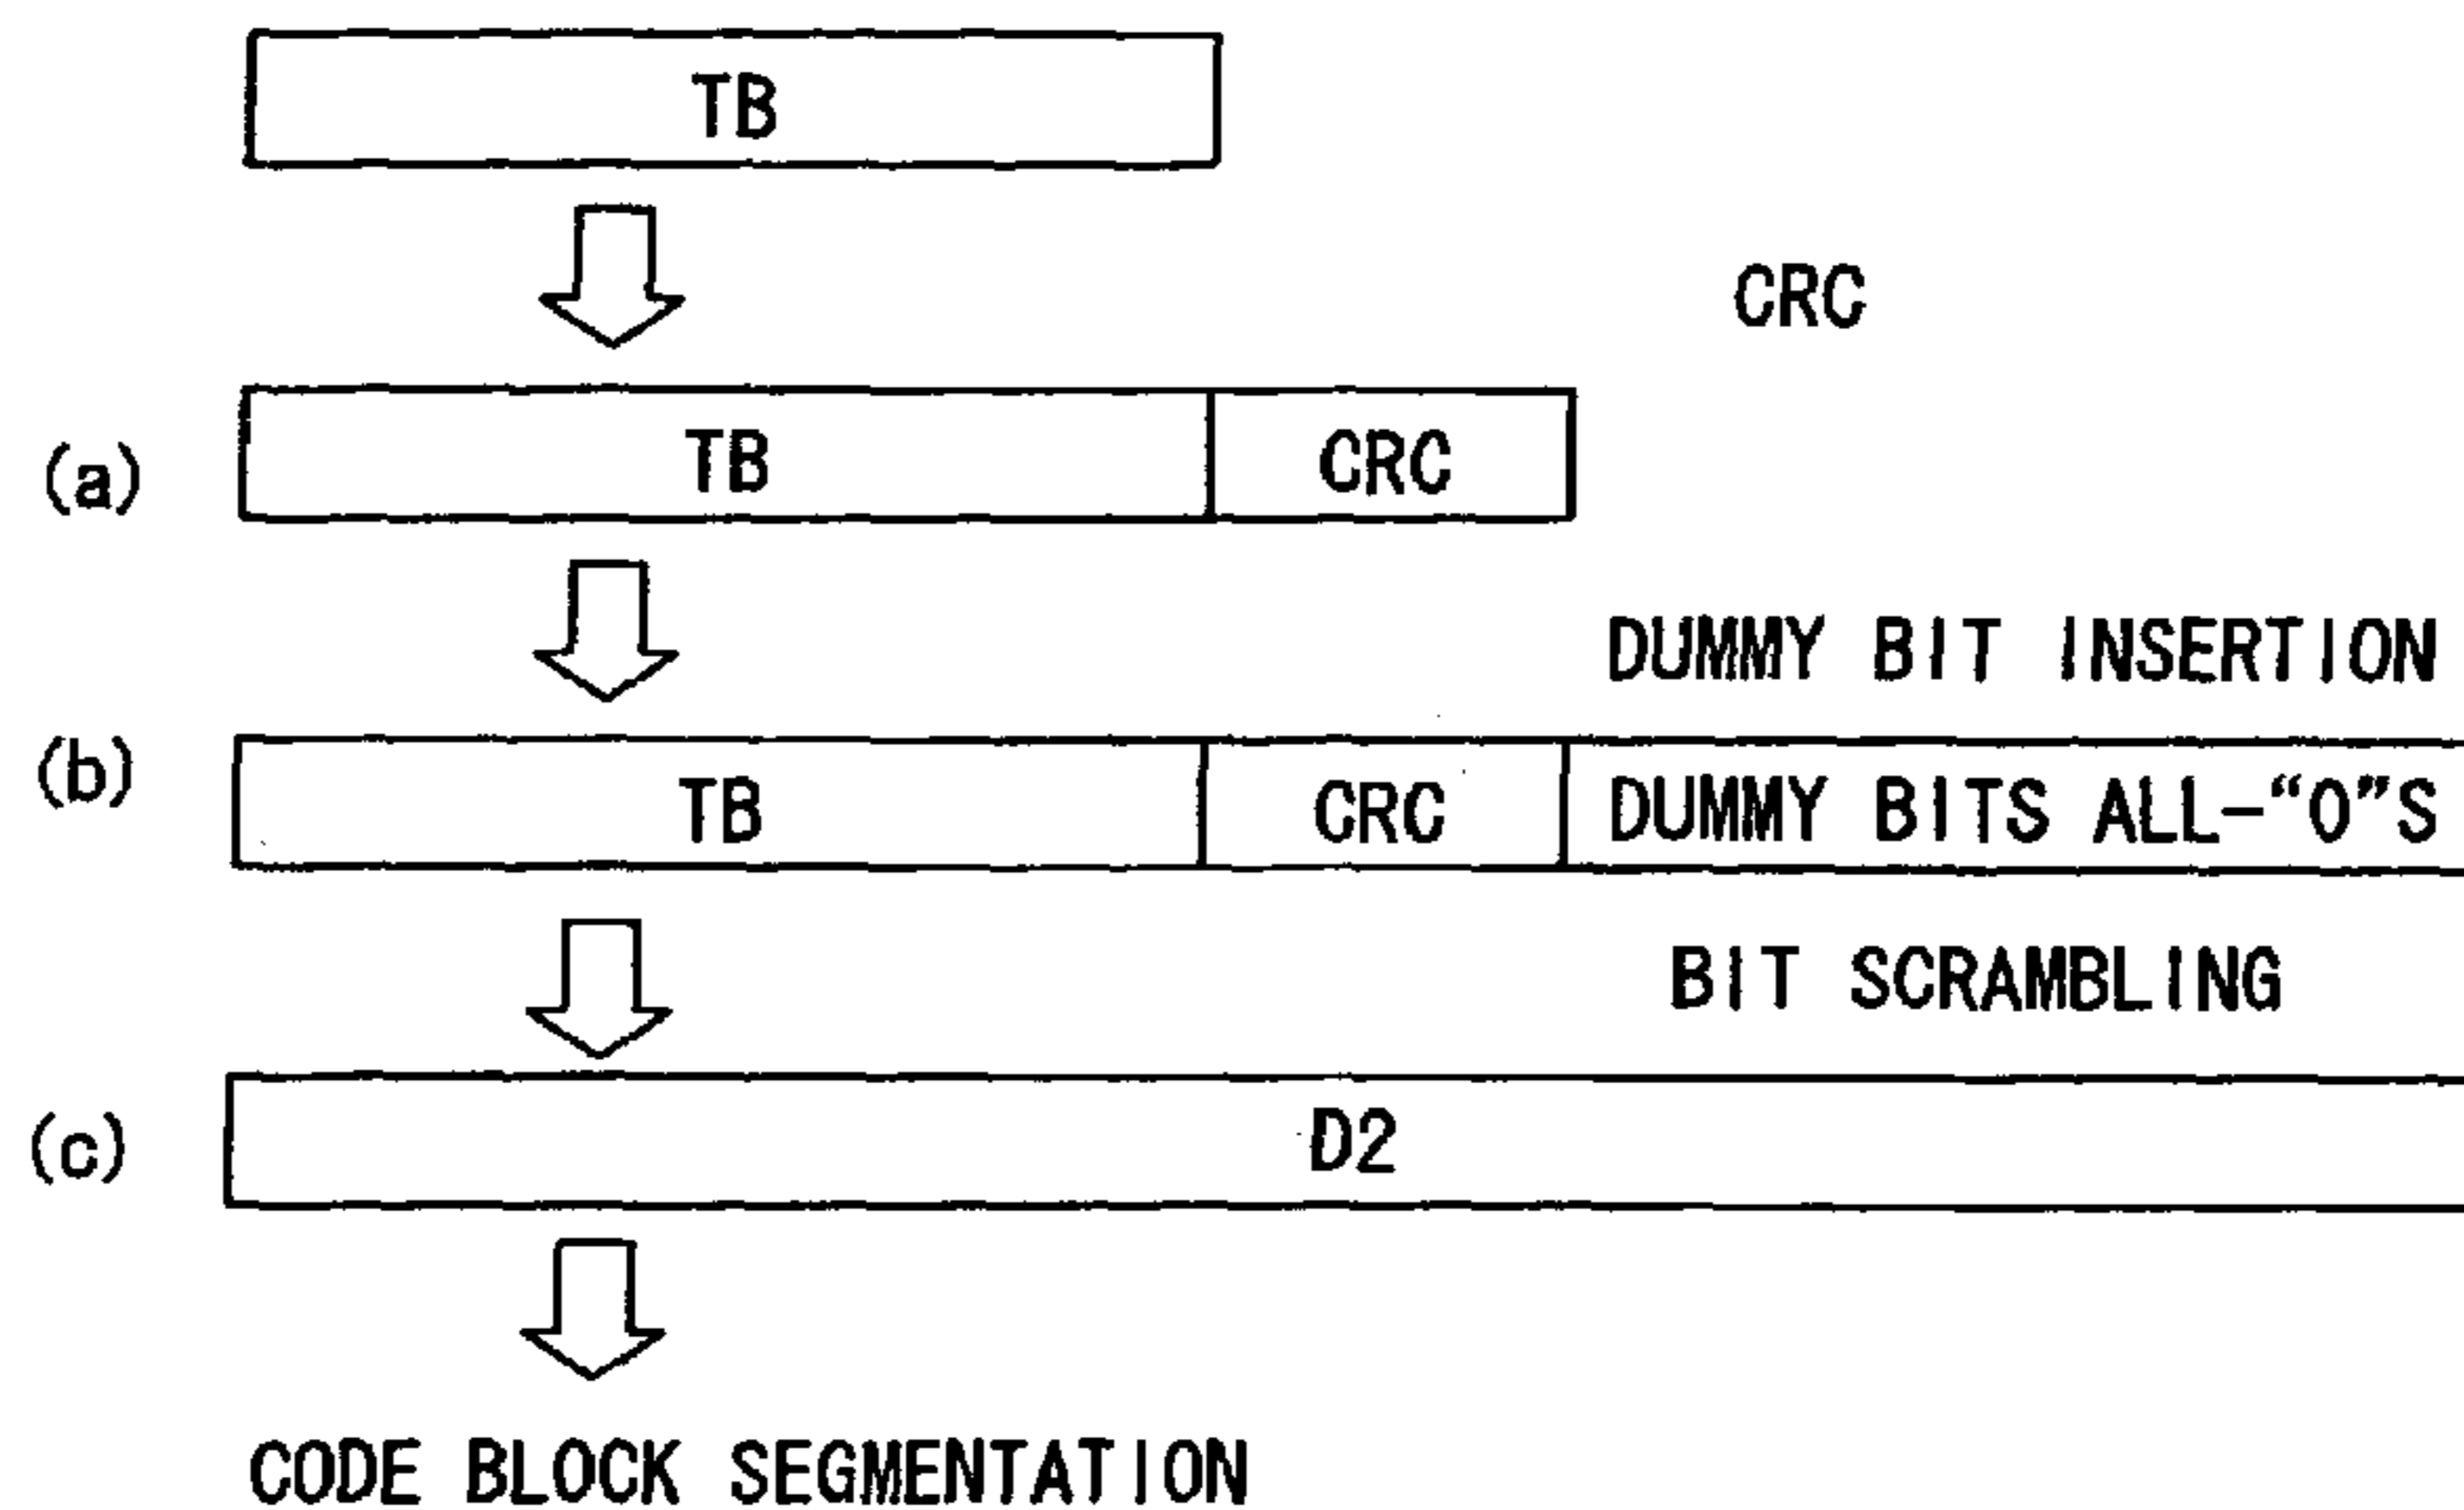 TB
CRC
(a) TB CRC
DUMMY BIT INSERTION
(b) TB CRC DUMMY BITS ALL-“0”S
BIT SCRAMBLING
(c) D2
CODE BLOCK SEGMENTATION